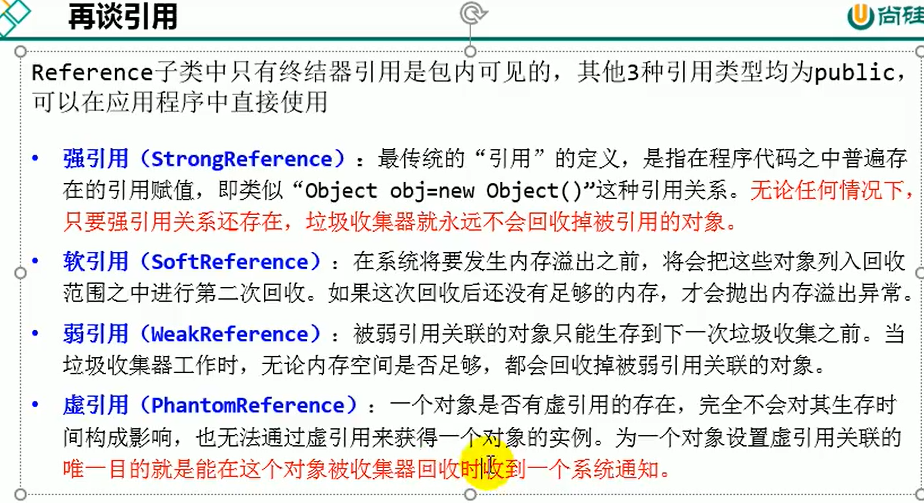 再谈引用
尚硅
Reference子类中只有终结器引用是包内可见的，其他3种引用类型均为public，
可以在应用程序中直接使用
• 强引用（StrongReference）：最传统的“引用”的定义，是指在程序代码之中普遍存
在的引用赋值，即类似“Object obj=new Object()”这种引用关系。无论任何情况下，
只要强引用关系还存在，垃圾收集器就永远不会回收掉被引用的对象。
• 软引用（SoftReference）：在系统将要发生内存溢出之前，将会把这些对象列入回收
范围之中进行第二次回收。如果这次回收后还没有足够的内存，才会抛出内存溢出异常。
• 弱引用（WeakReference）：被弱引用关联的对象只能生存到下一次垃圾收集之前。当
垃圾收集器工作时，无论内存空间是否足够，都会回收掉被弱引用关联的对象。
• 虚引用（PhantomReference）：一个对象是否有虚引用的存在，完全不会对其生存时
间构成影响，也无法通过虚引用来获得一个对象的实例。为一个对象设置虚引用关联的
唯一目的就是能在这个对象被收集器回收时收到一个系统通知。